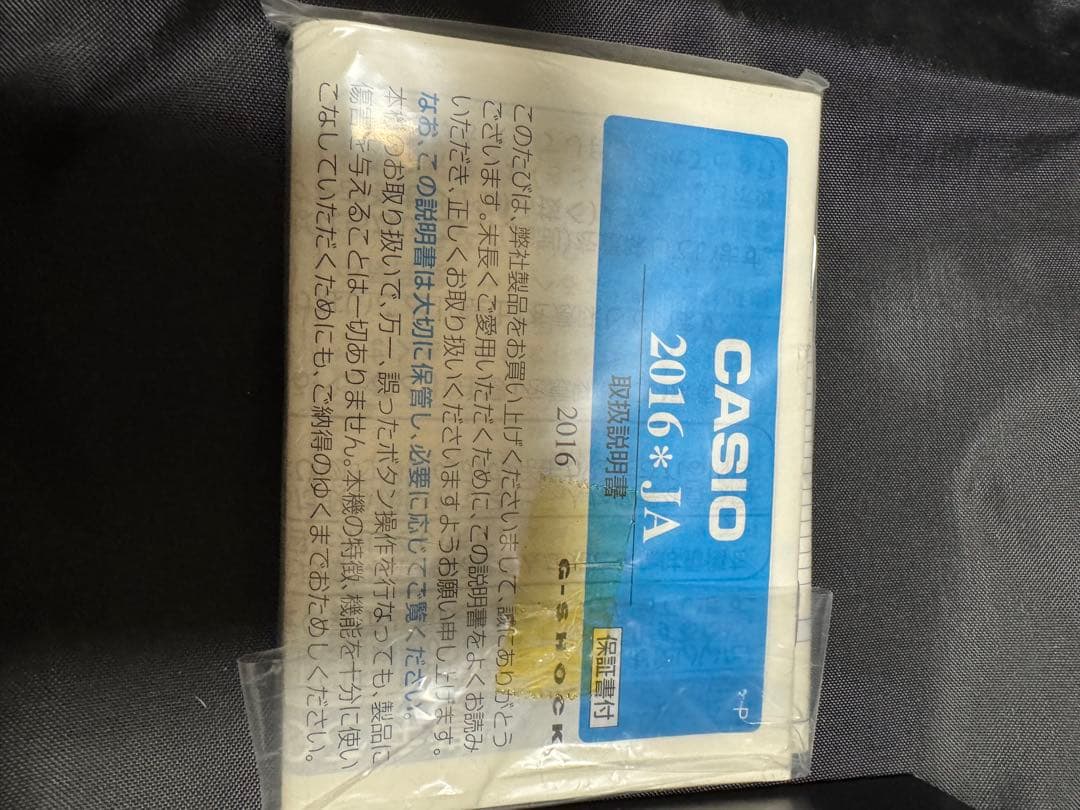 CASIO
2016*JA
取扱説明書
保証書付
2016
G-SHOCK
このたびは、弊社製品をお買い上げくださいまして、誠にありがとう
ございます。末長くご愛用いただくために この説明書をよくお読み
いただき、正しくお取り扱いくださいますようお願い申し上げます。
なお、この説明書は大切に保管し、必要に応じてご覧ください。
本機のお取り扱いで、万一、誤ったボタン操作を行なっても、製品に
傷害を与えることは一切ありません。本機の特徴、機能を十分に使い
こなしていただくためにも、ご納得のゆくまでおためしください。